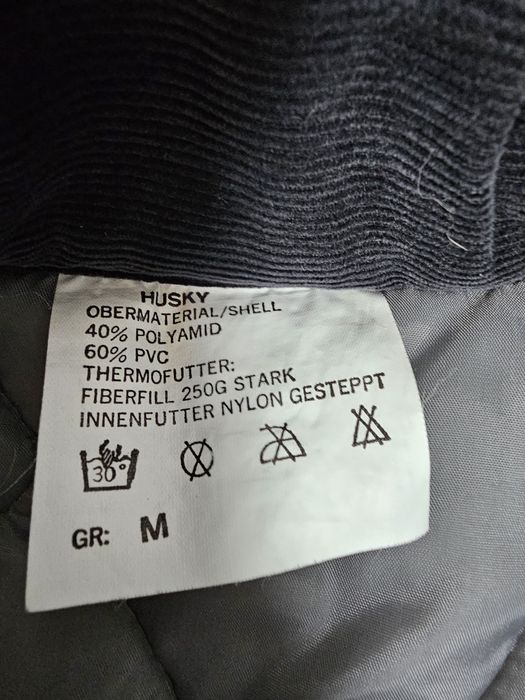 HUSKY
OBERMATERIAL/SHELL
40% POLYAMID
60% PVC
THERMOFUTTER:
FIBERFILL 250G STARK
INNENFUTTER NYLON GESTEPPT
30°
GR: M